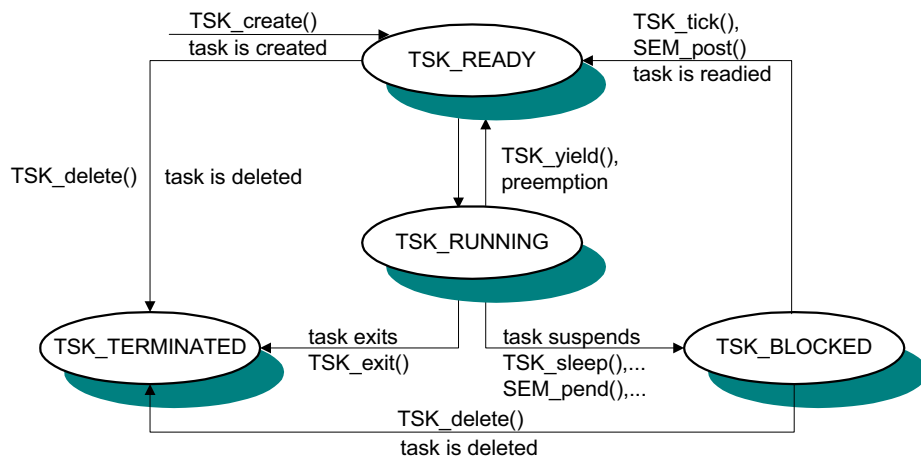 TSK_create()
task is created
TSK_READY
TSK_tick(),
SEM_post()
task is readied
TSK_delete()
task is deleted
TSK_yield(),
preemption
TSK_RUNNING
TSK_TERMINATED
task exits
TSK_exit()
task suspends
TSK_sleep(),...
SEM_pend(),...
TSK_BLOCKED
TSK_delete()
task is deleted